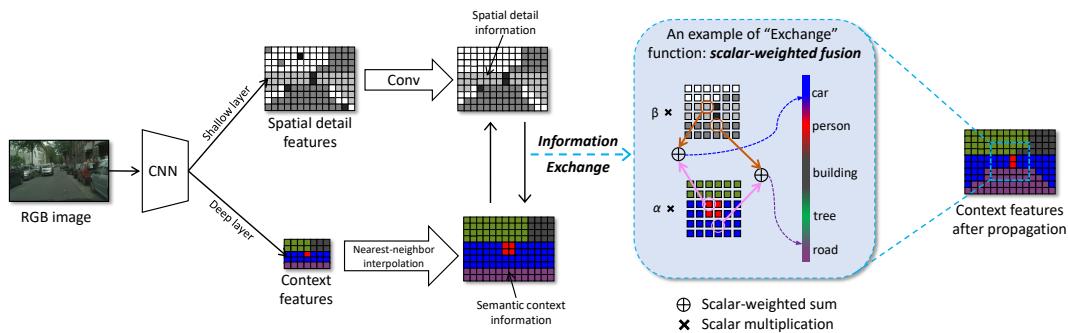 RGB image
CNN
Shallow layer
Deep layer
Spatial detail
features
Context
features
Conv
Nearest-neighbor
interpolation
Spatial detail
information
Semantic context
information
Information
Exchange
An example of “Exchange”
function: scalar-weighted fusion
β ×
α ×
car
person
building
tree
road
⊕ Scalar-weighted sum
× Scalar multiplication
Context features
after propagation